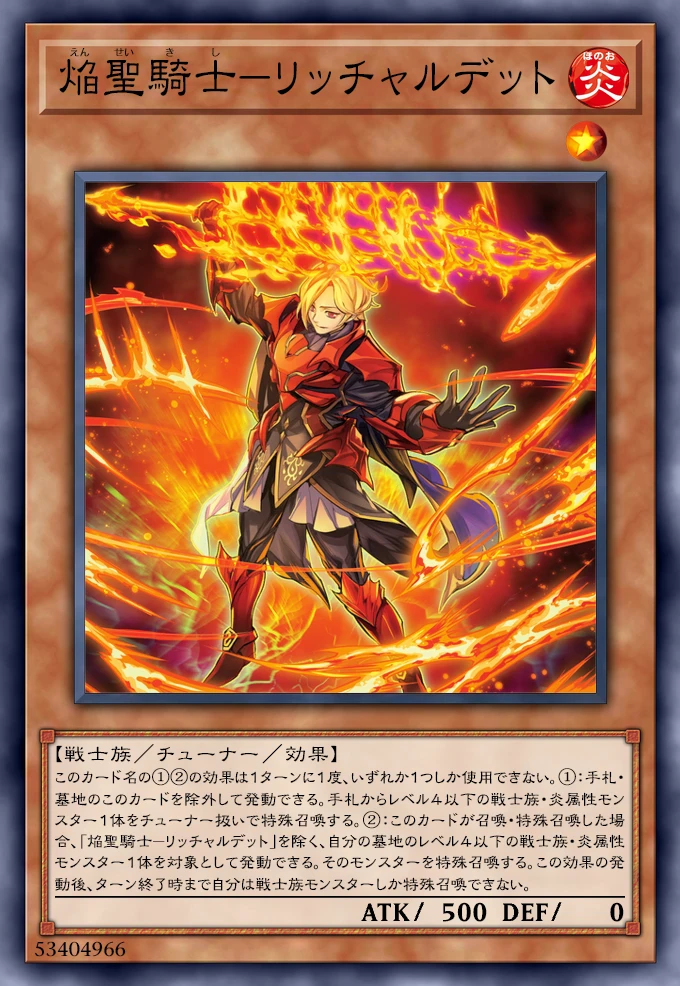 えんせいきし
焔聖騎士－リッチャルデット
ほのお
炎
【戦士族／チューナー／効果】
このカード名の①②の効果は1ターンに1度、いずれか1つしか使用できない。①：手札・
墓地のこのカードを除外して発動できる。手札からレベル４以下の戦士族・炎属性モン
スター１体をチューナー扱いで特殊召喚する。②：このカードが召喚・特殊召喚した場
合、「焔聖騎士－リッチャルデット」を除く、自分の墓地のレベル４以下の戦士族・炎属性
モンスター１体を対象として発動できる。そのモンスターを特殊召喚する。この効果の発
動後、ターン終了時まで自分は戦士族モンスターしか特殊召喚できない。
ATK/ 500 DEF/ 0
53404966